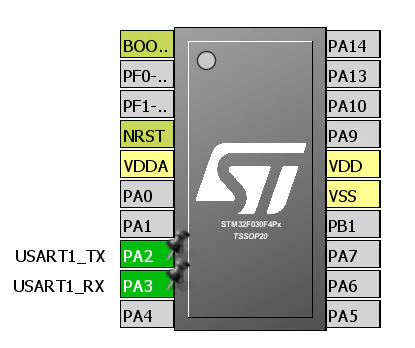 BOO..
PF0-..
PF1-..
NRST
VDDA
PA0
PA1
USART1_TX PA2
USART1_RX PA3
PA4
ST
STM32F030F4Px
TSSOP20
PA14
PA13
PA10
PA9
VDD
VSS
PB1
PA7
PA6
PA5